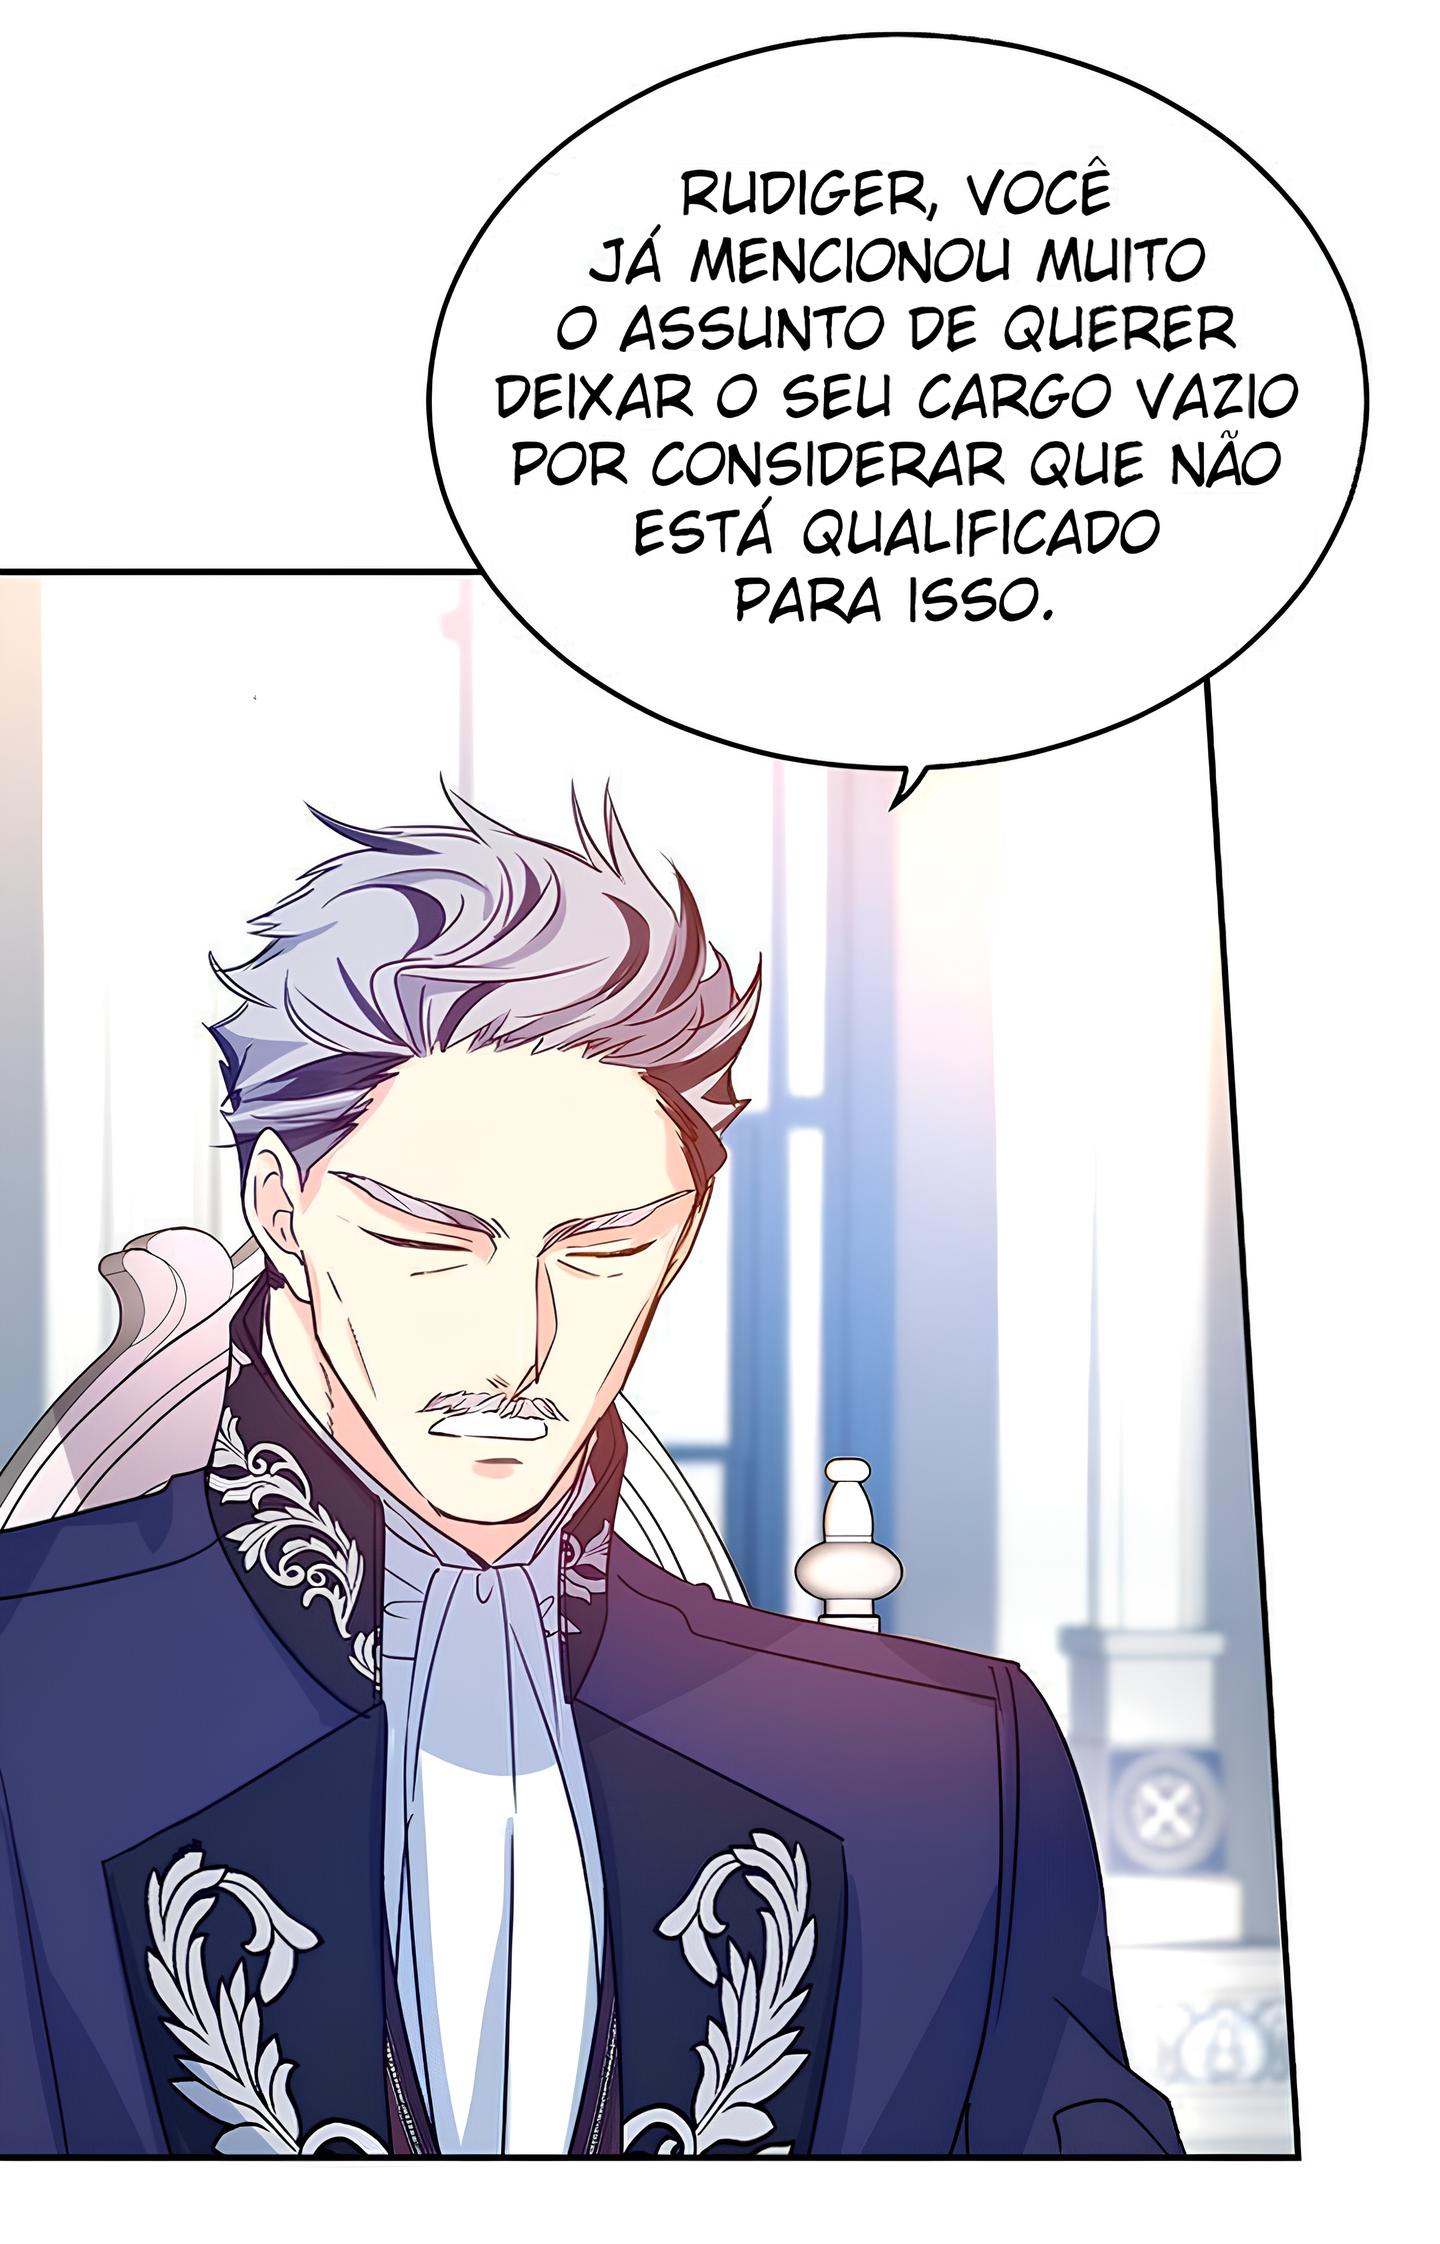 RUDIGER, VOCÊ
JÁ MENCIONOU MUITO
O ASSUNTO DE QUERER
DEIXAR O SEU CARGO VAZIO
POR CONSIDERAR QUE NÃO
ESTÁ QUALIFICADO
PARA ISSO.